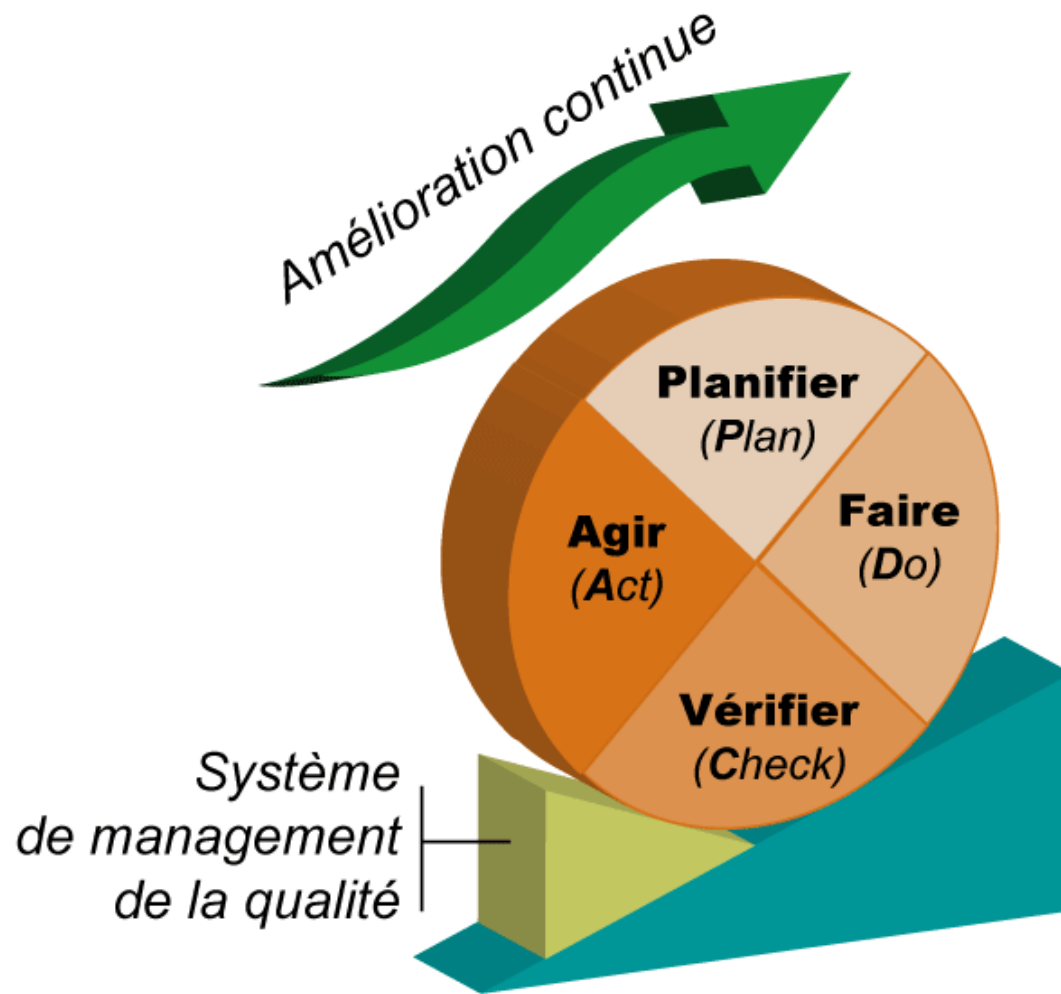 Amélioration continue
Planifier
(Plan)
Faire
(Do)
Agir
(Act)
Vérifier
(Check)
Système
de management
de la qualité